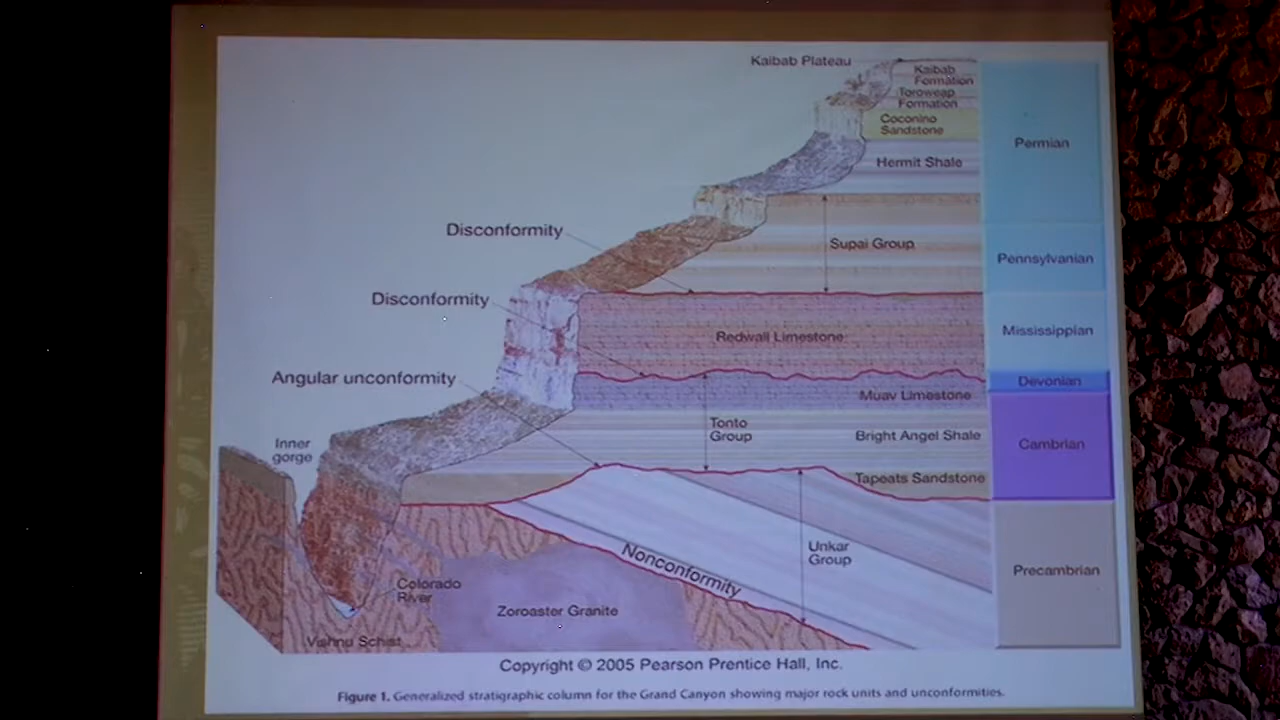 Kaibab Plateau
Kaibab
Formation
Toroweap
Formation
Coconino
Sandstone
Permian
Hermit Shale
Disconformity
Supai Group
Pennsylvanian
Disconformity
Redwall Limestone
Mississippian
Angular unconformity
Devonian
Muav Limestone
Tonto
Group
Bright Angel Shale
Cambrian
Inner
gorge
Tapeats Sandstone
Unkar
Group
Nonconformity
Precambrian
Colorado
River
Zoroaster Granite
Vishnu Schist
Copyright © 2005 Pearson Prentice Hall, Inc.
Figure 1. Generalized stratigraphic column for the Grand Canyon showing major rock units and unconformities.